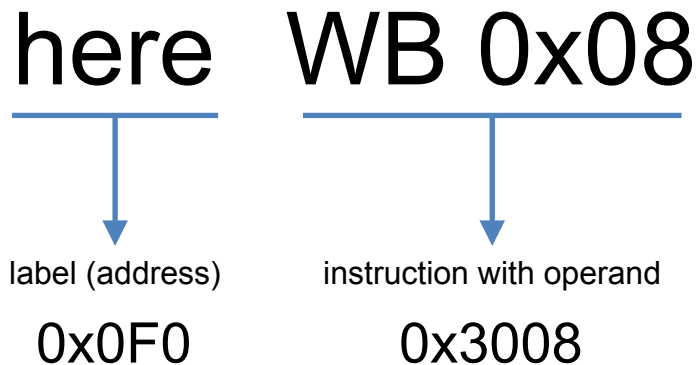 here WB 0x08
label (address) instruction with operand
0x0F0 0x3008